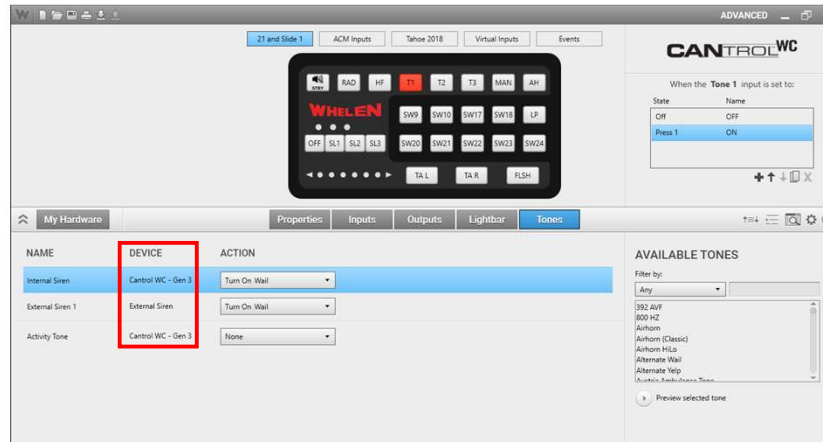 W
ADVANCED
21 and Slide 1 ACM Inputs Tahoe 2018 Virtual Inputs Events
CANTROLWC
When the Tone 1 input is set to:
State Name
Off OFF
Press 1 ON
STBY RAD HF T1 T2 T3 MAN AH
WHELEN
SW9 SW10 SW17 SW18 LP
OFF SL1 SL2 SL3 SW20 SW21 SW22 SW23 SW24
TA L TA R FLSH
My Hardware Properties Inputs Outputs Lightbar Tones
NAME DEVICE ACTION
Internal Siren Cantrol WC - Gen 3 Turn On Wail
External Siren 1 External Siren Turn On Wail
Activity Tone Cantrol WC - Gen 3 None
AVAILABLE TONES
Filter by:
Any
392 AVF
800 HZ
Airhorn
Airhorn (Classic)
Airhorn HiLo
Alternate Wail
Alternate Yelp
Austria Ambulance Tone
Preview selected tone